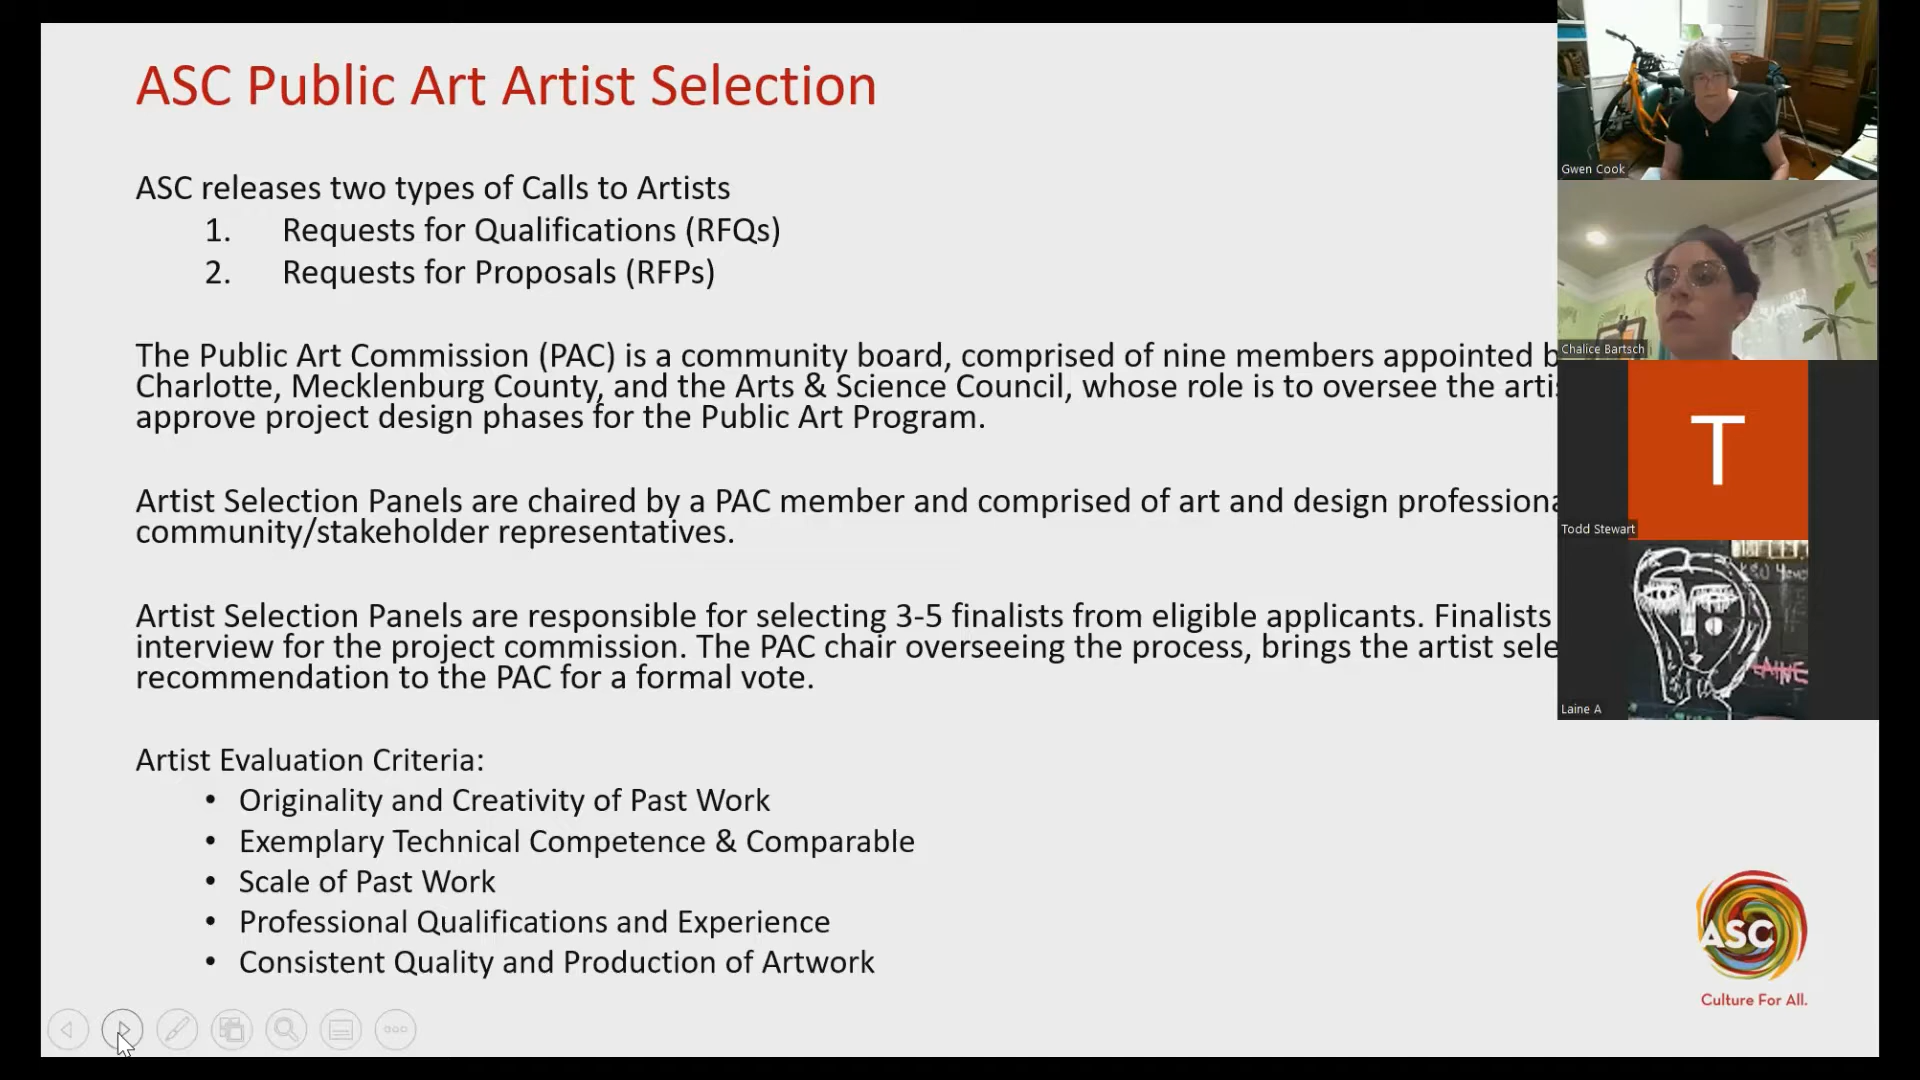 ASC Public Art Artist Selection
ASC releases two types of Calls to Artists
1. Requests for Qualifications (RFQs)
2. Requests for Proposals (RFPs)
The Public Art Commission (PAC) is a community board, comprised of nine members appointed b
Charlotte, Mecklenburg County, and the Arts & Science Council, whose role is to oversee the arti
approve project design phases for the Public Art Program.
Artist Selection Panels are chaired by a PAC member and comprised of art and design professiona
community/stakeholder representatives.
Artist Selection Panels are responsible for selecting 3-5 finalists from eligible applicants. Finalists
interview for the project commission. The PAC chair overseeing the process, brings the artist sele
recommendation to the PAC for a formal vote.
Artist Evaluation Criteria:
• Originality and Creativity of Past Work
• Exemplary Technical Competence & Comparable
• Scale of Past Work
• Professional Qualifications and Experience
• Consistent Quality and Production of Artwork
ASC
Culture For All.
Gwen Cook
Chalice Bartsch
T
Todd Stewart
LAINE
Laine A